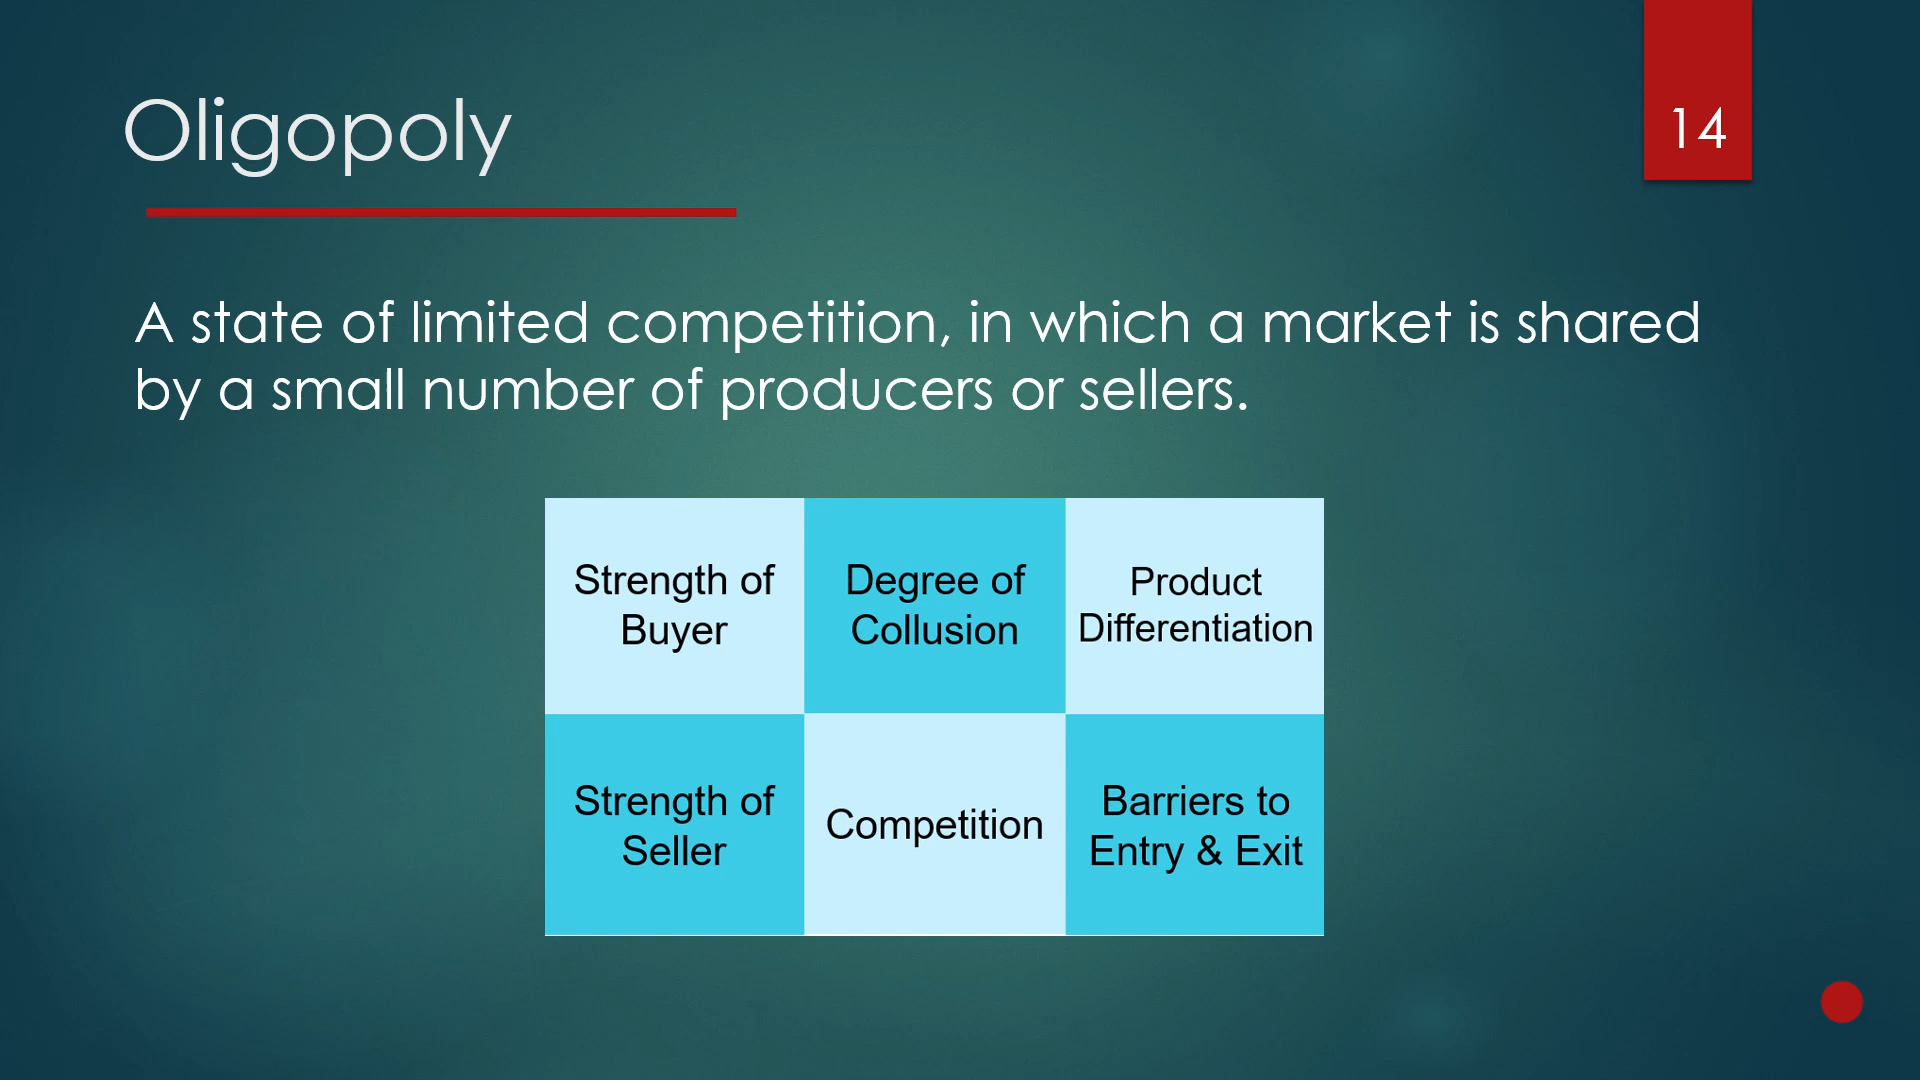 Oligopoly
14
A state of limited competition, in which a market is shared
by a small number of producers or sellers.
Strength of
Buyer
Degree of
Collusion
Product
Differentiation
Strength of
Seller
Competition
Barriers to
Entry & Exit